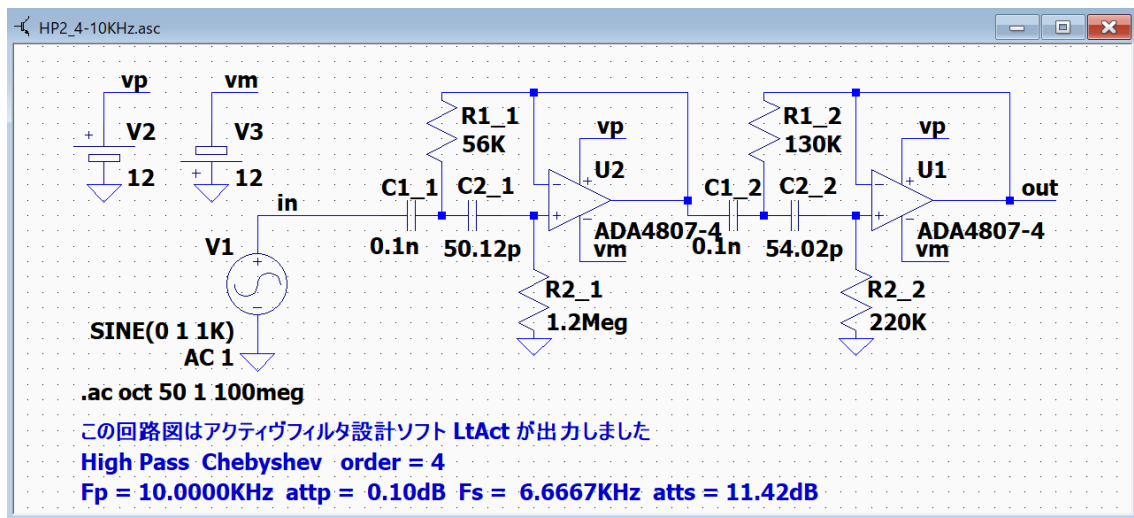 HP2_4-10KHz.asc
vp
vm
V2
V3
12
12
in
V1
SINE(0 1 1K)
AC 1
R1_1
56K
vp
U2
C1_1
C2_1
0.1n
50.12p
ADA4807-4
vm
R2_1
1.2Meg
R1_2
130K
vp
U1
C1_2
C2_2
0.1n
54.02p
ADA4807-4
vm
out
R2_2
220K
.ac oct 50 1 100meg
この回路図はアクティヴフィルタ設計ソフト LtAct が出力しました
High Pass Chebyshev order = 4
Fp = 10.0000KHz attp = 0.10dB Fs = 6.6667KHz atts = 11.42dB